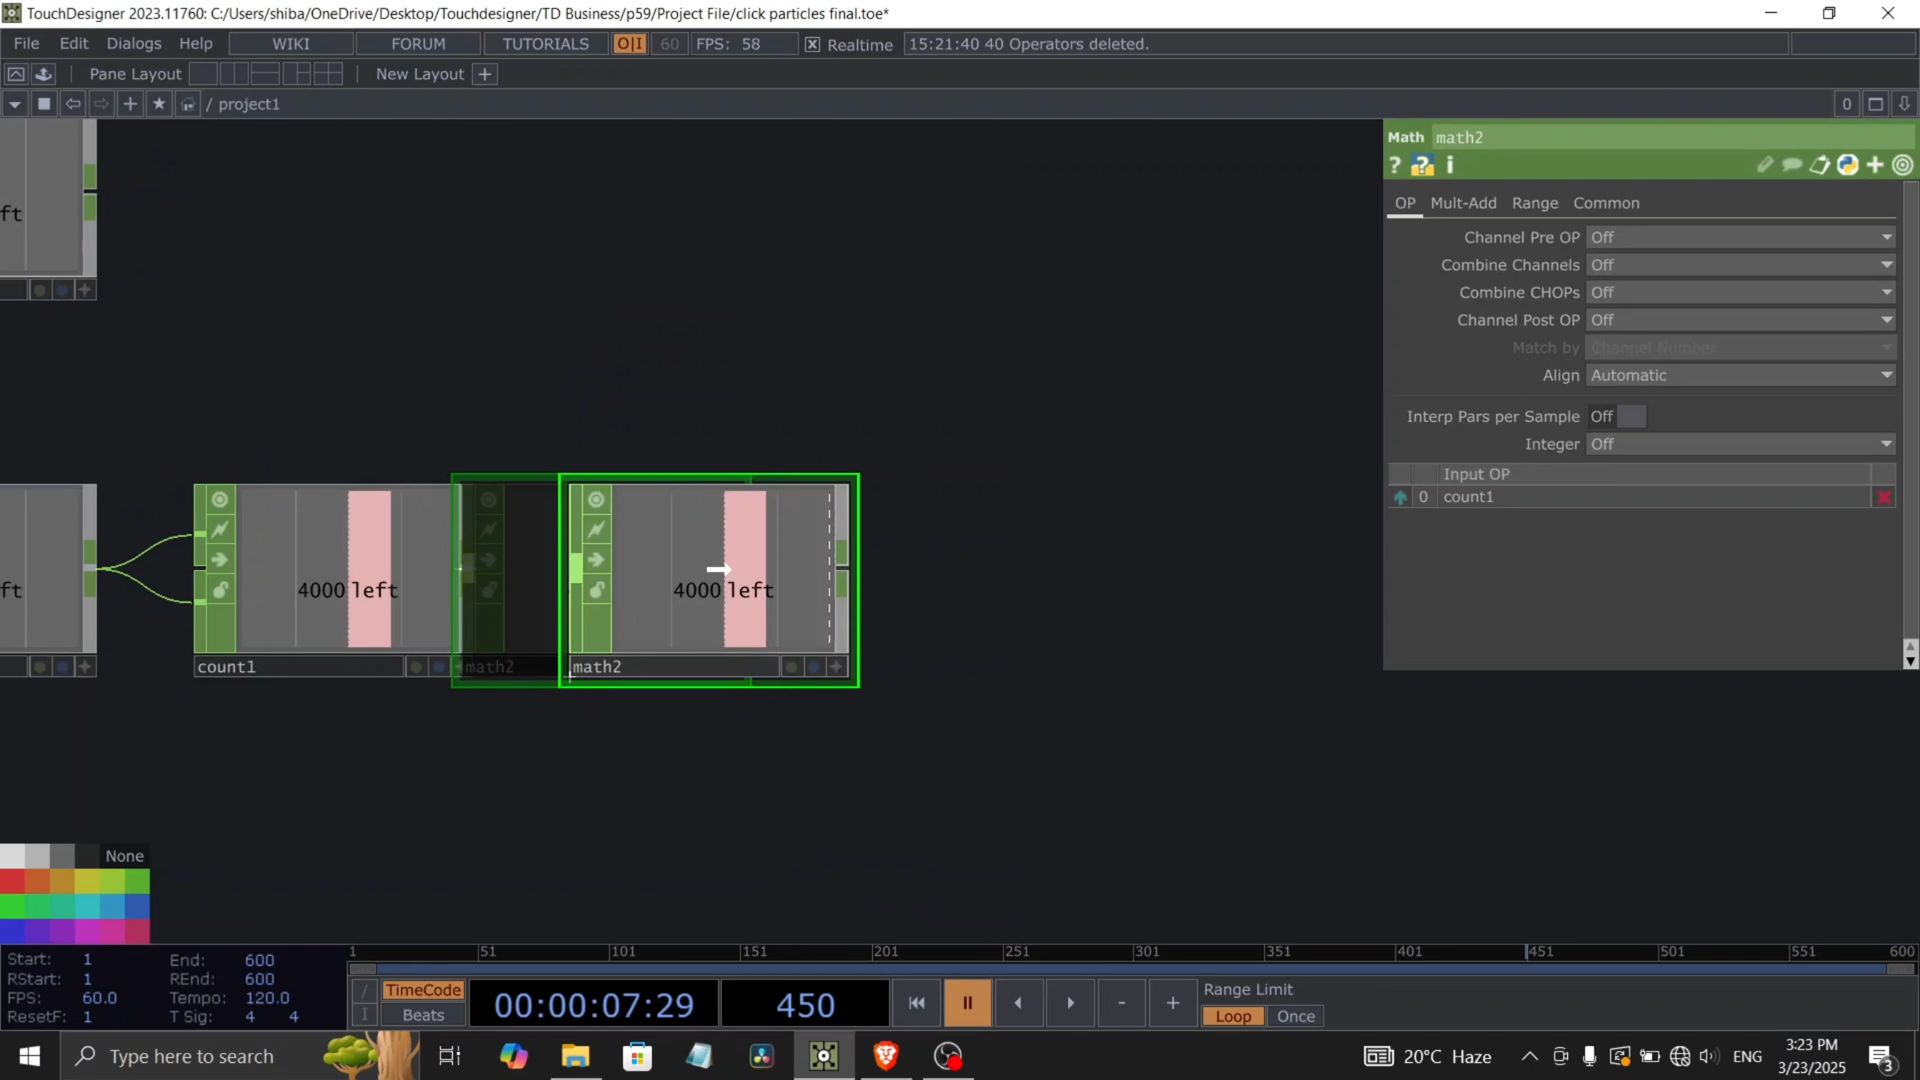 TouchDesigner 2023.11760: C:/Users/shiba/OneDrive/Desktop/Touchdesigner/TD Business/p59/Project File/click particles final.toe*
File Edit Dialogs Help WIKI FORUM TUTORIALS O|I 60 FPS: 58 Realtime 15:21:40 40 Operators deleted.
Pane Layout New Layout
/ project1 0
Math math2
OP Mult-Add Range Common
Channel Pre OP Off
Combine Channels Off
Combine CHOPs Off
Channel Post OP Off
Match by Channel Number
Align Automatic
Interp Pars per Sample Off
Integer Off
Input OP
0 count1
ft
ft
4000 left
count1
math2
4000 left
math2
None
1 51 101 151 201 251 301 351 401 451 501 551 600
Start: 1 End: 600
RStart: 1 REnd: 600
FPS: 60.0 Tempo: 120.0
ResetF: 1 T Sig: 4 4
TimeCode
Beats
00:00:07:29 450
Range Limit
Loop Once
Type here to search
20°C Haze
ENG
3:23 PM
3/23/2025
3